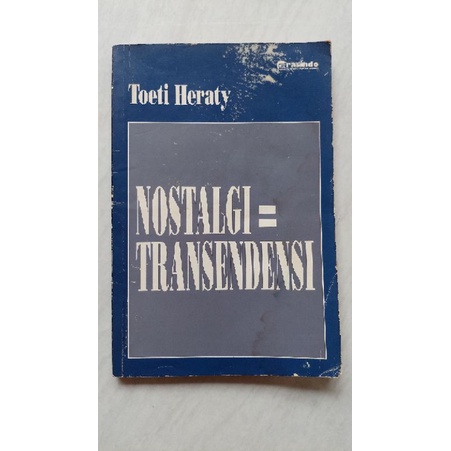 Toeti Heraty
NOSTALGI =
TRANSENDENSI